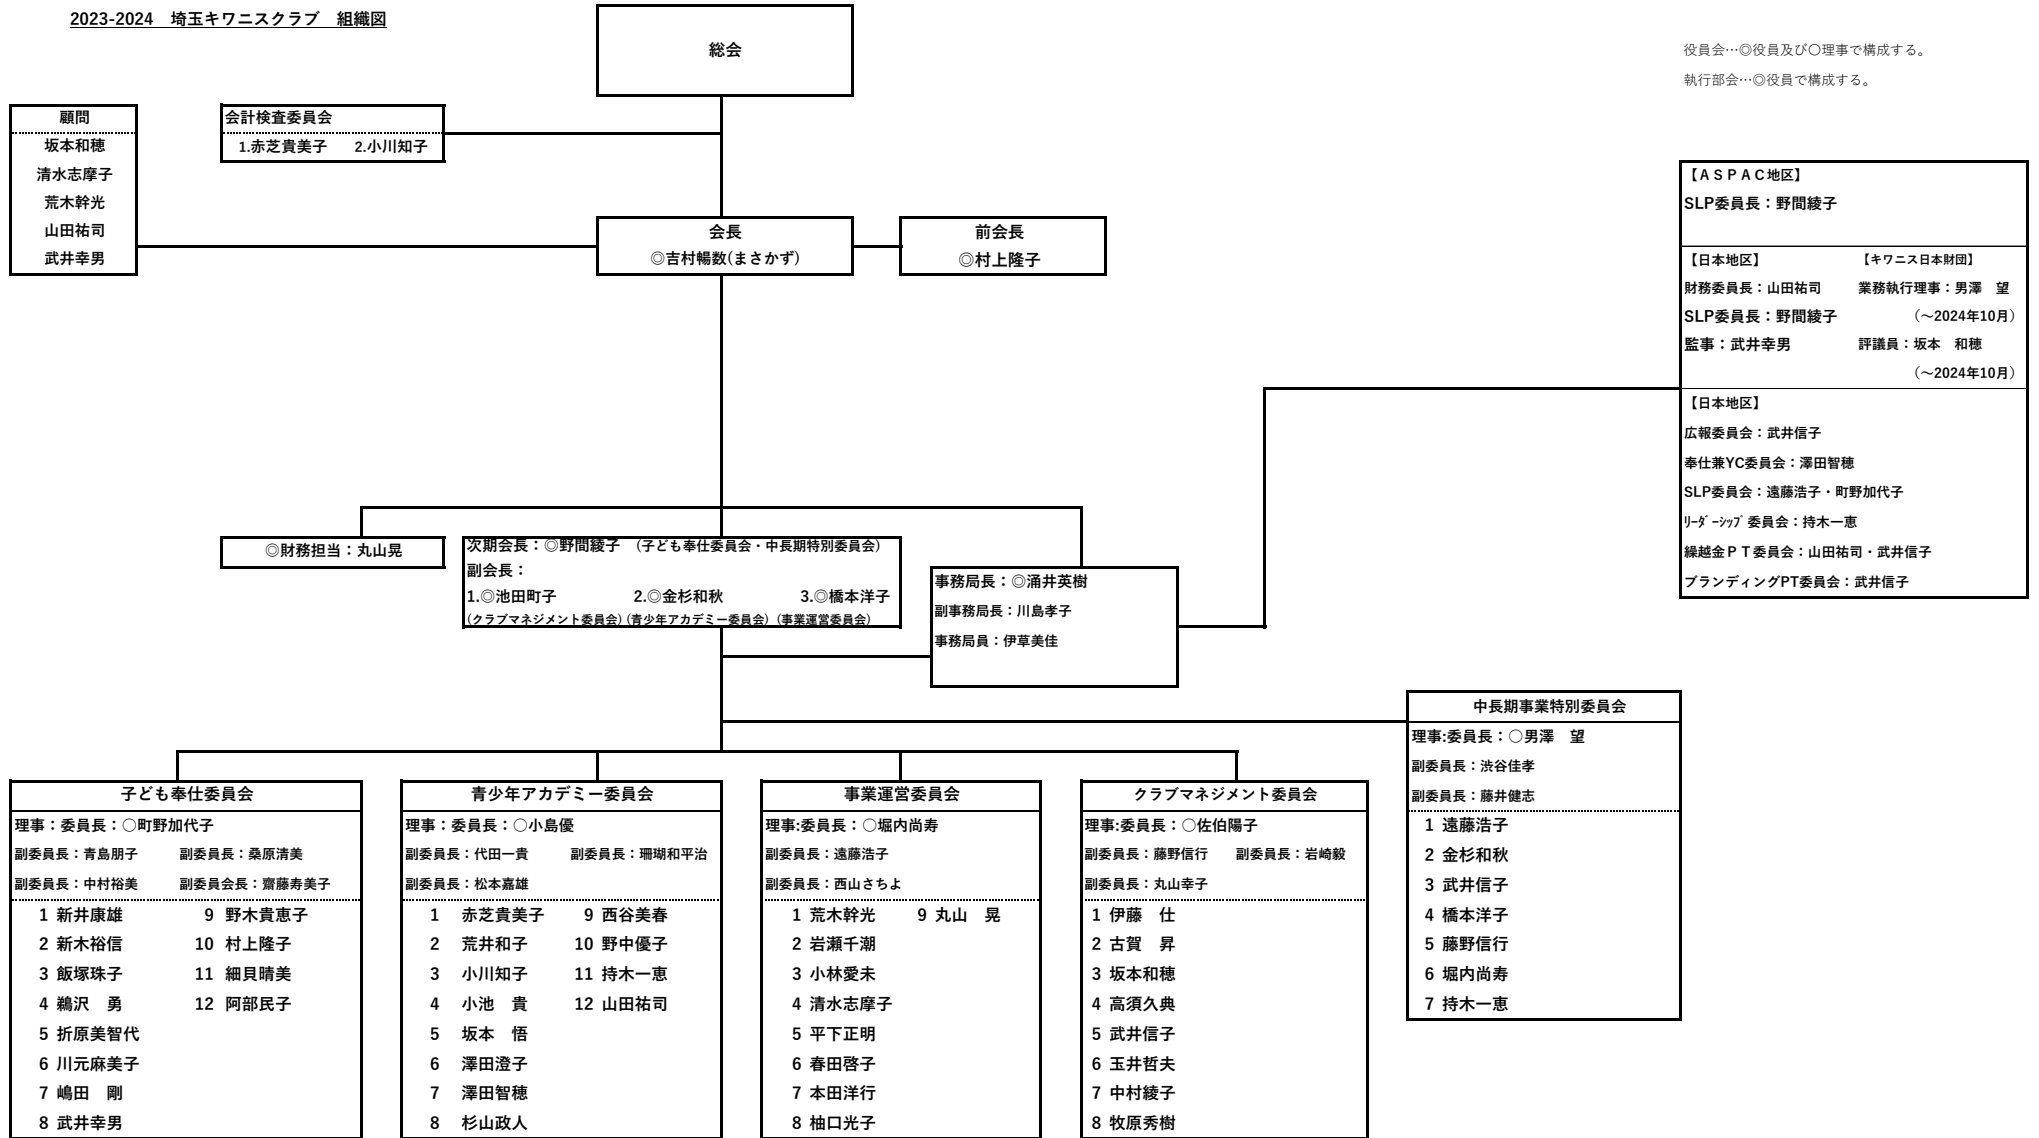 2023-2024　埼玉キワニスクラブ　組織図
総会
役員会…◎役員及び〇理事で構成する。
執行部会…◎役員で構成する。
顧問
坂本和穂
清水志摩子
荒木幹光
山田祐司
武井幸男
会計検査委員会
1.赤芝貴美子　2.小川知子
会長
◎吉村暢数(まさかず)
前会長
◎村上隆子
【ＡＳＰＡＣ地区】
SLP委員長：野間綾子
【日本地区】　【キワニス日本財団】
財務委員長：山田祐司　業務執行理事：男澤　望
SLP委員長：野間綾子　（～2024年10月）
監事：武井幸男　評議員：坂本　和穂
（～2024年10月）
【日本地区】
広報委員会：武井信子
奉仕兼YC委員会：澤田智穂
SLP委員会：遠藤浩子・町野加代子
ﾘｰﾀﾞｰｼｯﾌﾟ委員会：持木一恵
繰越金ＰＴ委員会：山田祐司・武井信子
ブランディングPT委員会：武井信子
◎財務担当：丸山晃
次期会長：◎野間綾子　(子ども奉仕委員会・中長期特別委員会)
副会長：
1.◎池田町子　2.◎金杉和秋　3.◎橋本洋子
(クラブマネジメント委員会) (青少年アカデミー委員会) (事業運営委員会)
事務局長：◎涌井英樹
副事務局長：川島孝子
事務局員：伊草美佳
中長期事業特別委員会
理事:委員長：○男澤　望
副委員長：渋谷佳孝
副委員長：藤井健志
1 遠藤浩子
2 金杉和秋
3 武井信子
4 橋本洋子
5 藤野信行
6 堀内尚寿
7 持木一恵
子ども奉仕委員会
理事：委員長：○町野加代子
副委員長：青島朋子　副委員長：桑原清美
副委員長：中村裕美　副委員会長：齋藤寿美子
1 新井康雄　9 野木貴恵子
2 新木裕信　10 村上隆子
3 飯塚珠子　11 細貝晴美
4 鵜沢　勇　12 阿部民子
5 折原美智代
6 川元麻美子
7 嶋田　剛
8 武井幸男
青少年アカデミー委員会
理事：委員長：○小島優
副委員長：代田一貴　副委員長：珊瑚和平治
副委員長：松本嘉雄
1 赤芝貴美子　9 西谷美春
2 荒井和子　10 野中優子
3 小川知子　11 持木一恵
4 小池　貴　12 山田祐司
5 坂本　悟
6 澤田澄子
7 澤田智穂
8 杉山政人
事業運営委員会
理事:委員長：○堀内尚寿
副委員長：遠藤浩子
副委員長：西山さちよ
1 荒木幹光　9 丸山　晃
2 岩瀬千潮
3 小林愛未
4 清水志摩子
5 平下正明
6 春田啓子
7 本田洋行
8 柚口光子
クラブマネジメント委員会
理事:委員長：○佐伯陽子
副委員長：藤野信行　副委員長：岩崎毅
副委員長：丸山幸子
1 伊藤　仕
2 古賀　昇
3 坂本和穂
4 高須久典
5 武井信子
6 玉井哲夫
7 中村綾子
8 牧原秀樹